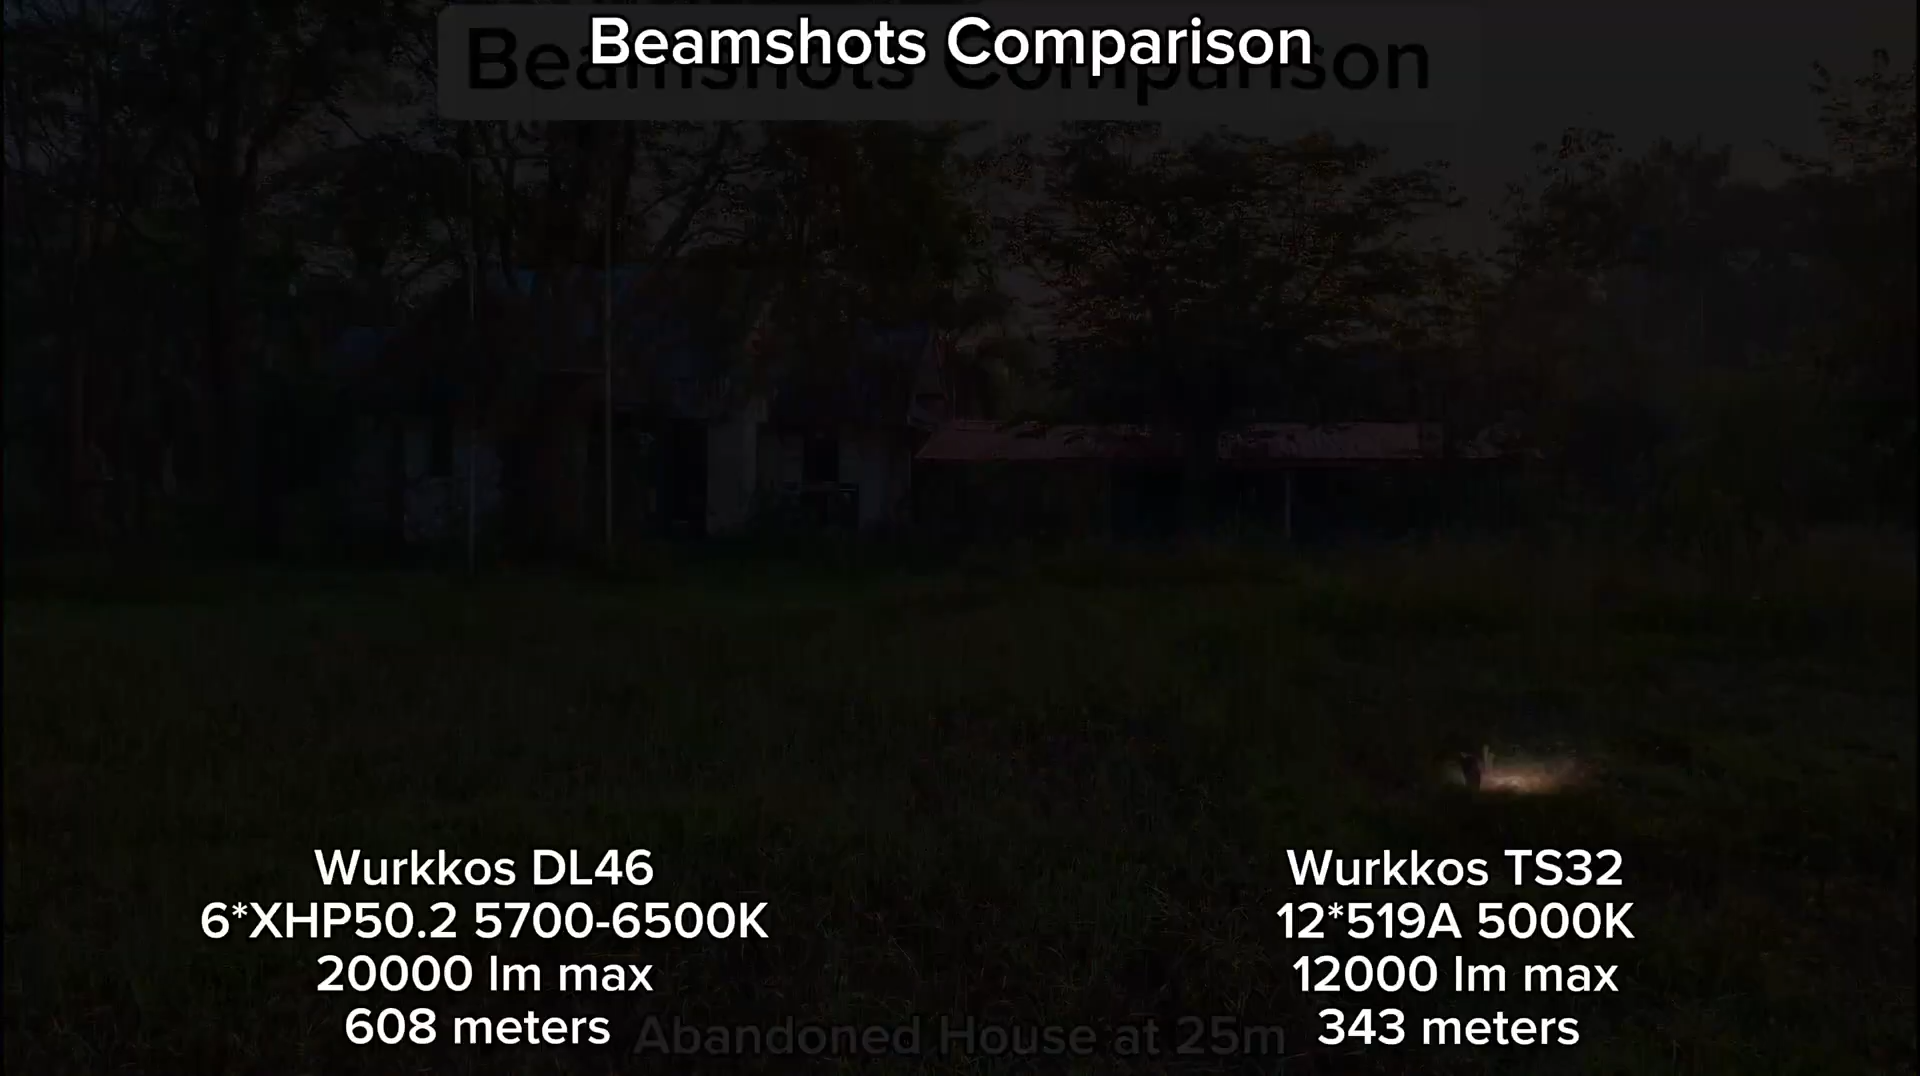 Beamshots Comparison
Beamshots Comparison
Wurkkos DL46
6*XHP50.2 5700-6500K
20000 lm max
608 meters
Wurkkos TS32
12*519A 5000K
12000 lm max
343 meters
Abandoned House at 25m